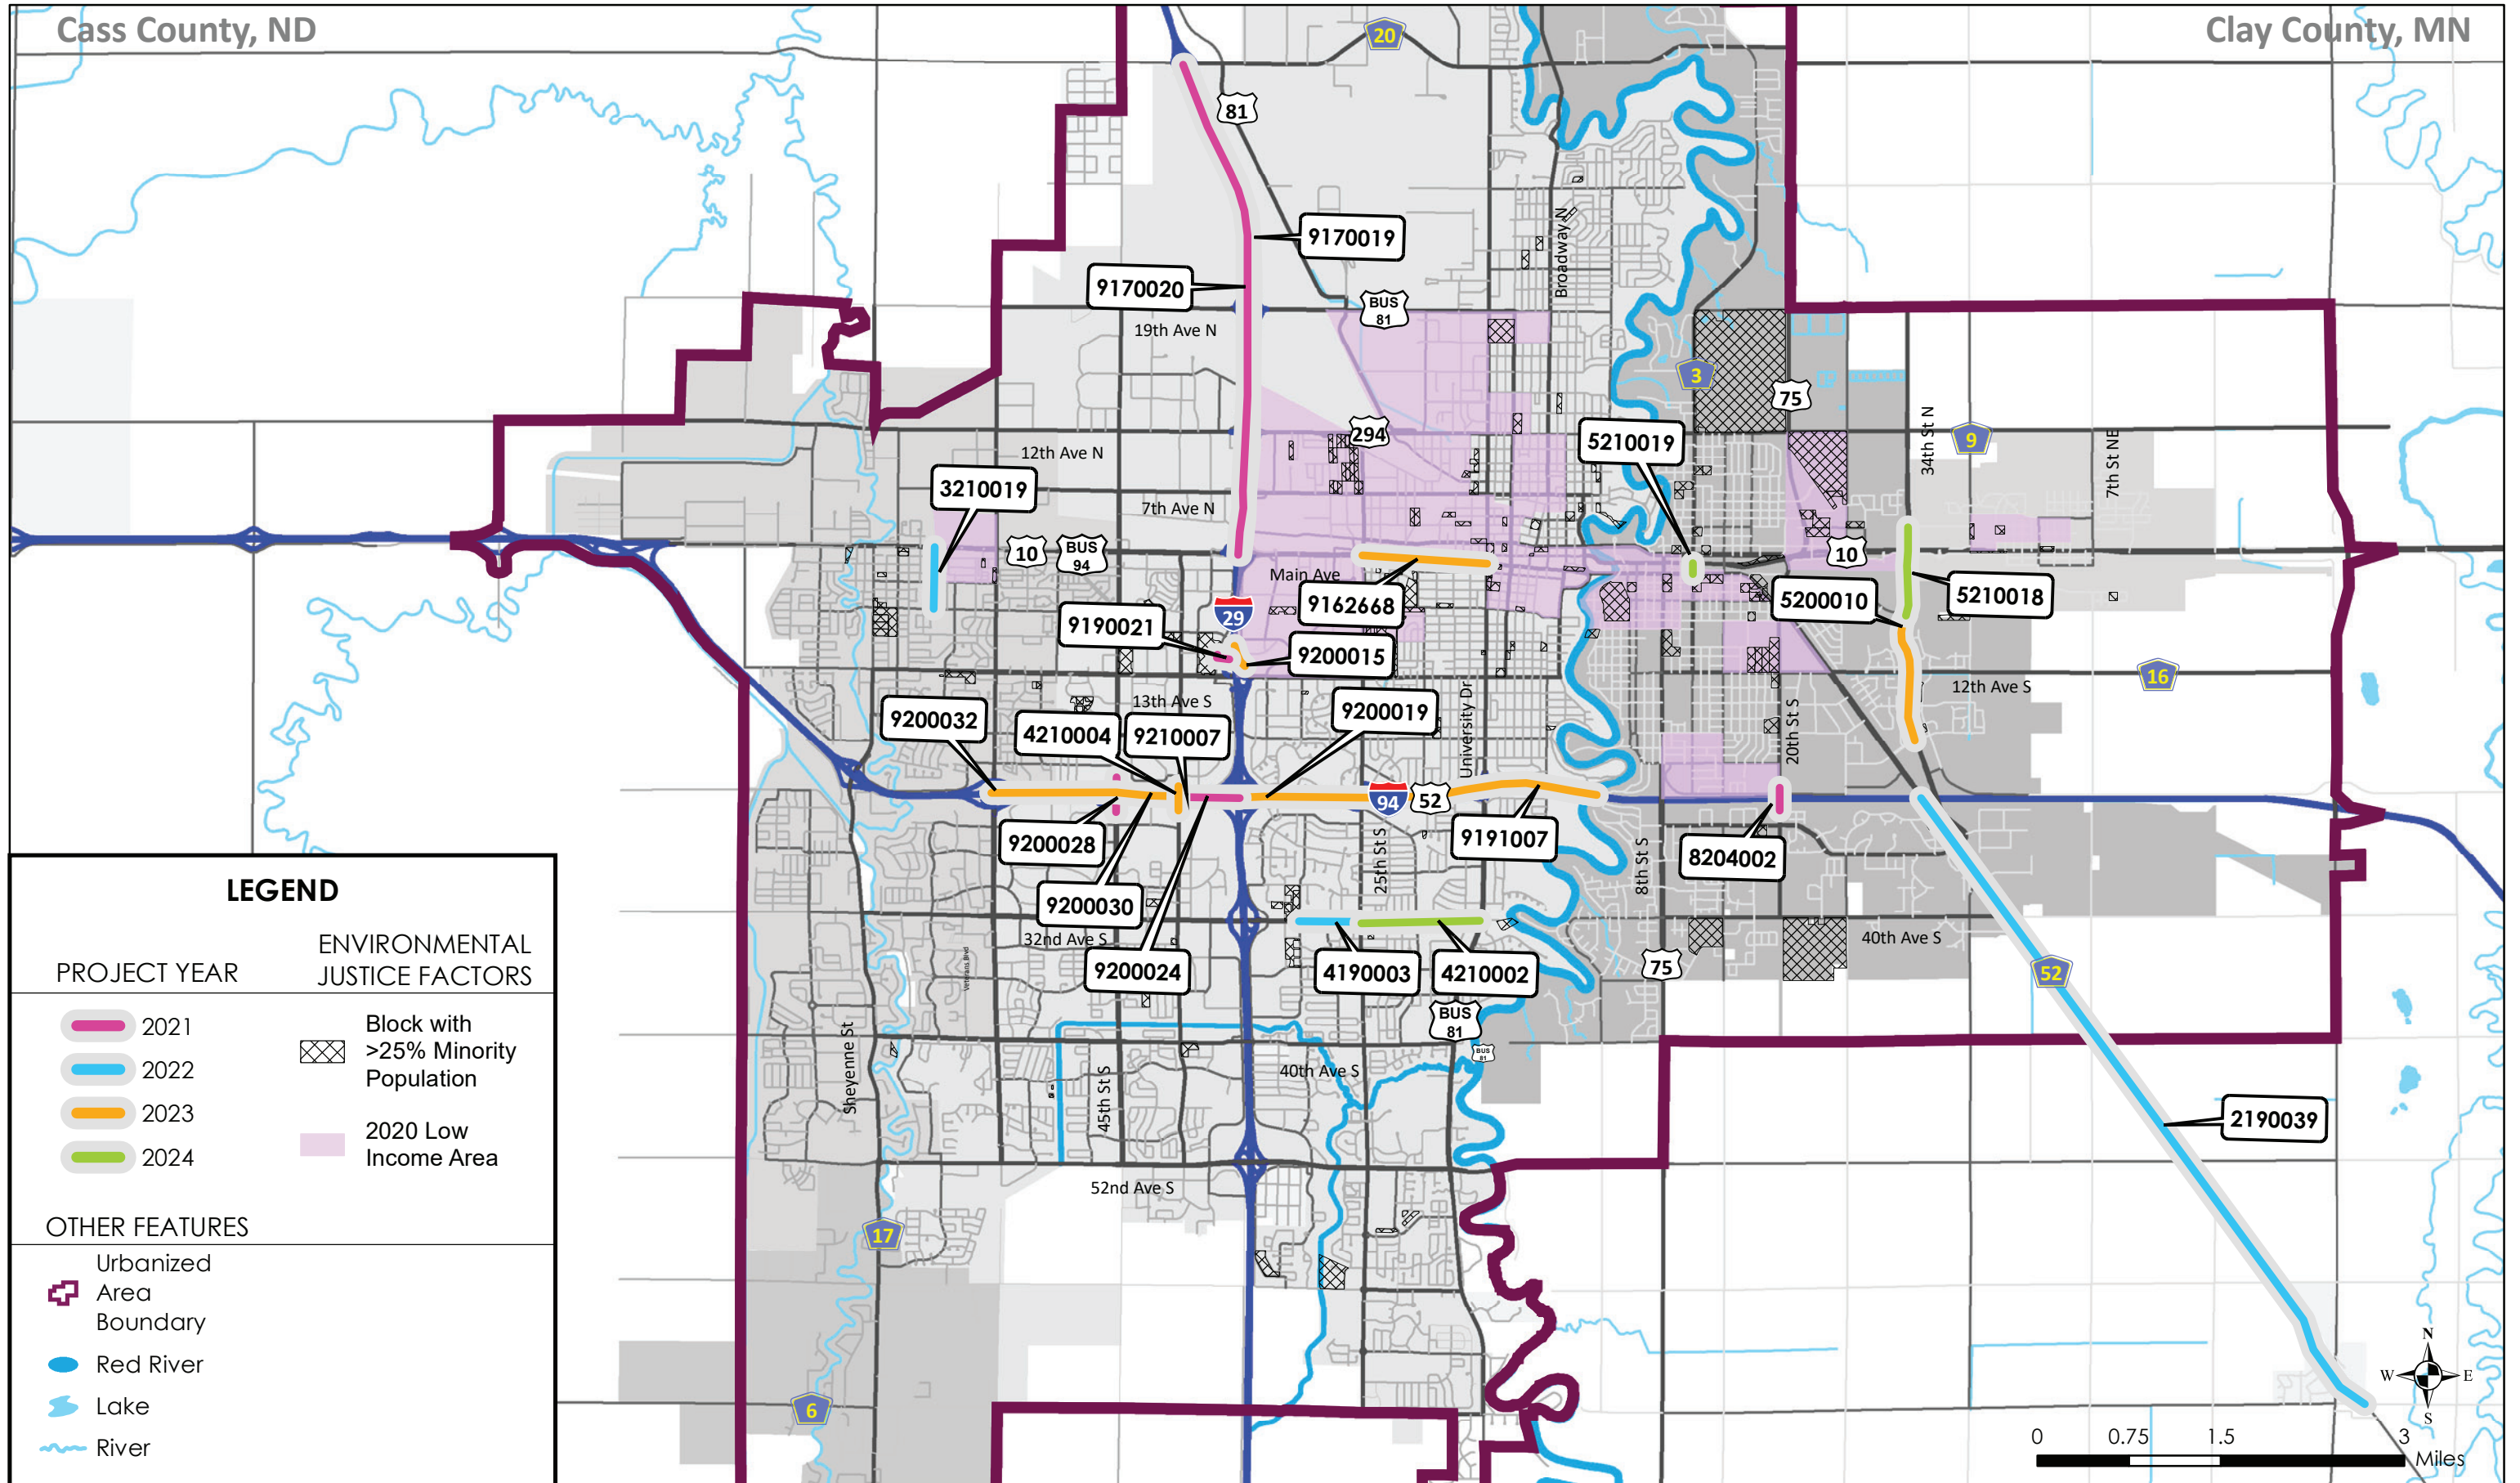 Cass County, ND
Clay County, MN
20
81
9170019
9170020
BUS
81
19th Ave N
Broadway N
3
75
294
5210019
34th St N
9
7th St NE
12th Ave N
3210019
7th Ave N
10
BUS
94
10
Main Ave
9162668
5200010
5210018
29
9190021
9200015
16
12th Ave S
13th Ave S
9200032
4210004
9210007
9200019
University Dr
20th St S
94
52
9200028
9191007
8204002
25th St S
8th St S
9200030
32nd Ave S
9200024
4190003
4210002
75
40th Ave S
52
Veterans Blvd
BUS
81
BUS
81
Sheyenne St
45th St S
40th Ave S
2190039
52nd Ave S
17
6
LEGEND
PROJECT YEAR
2021
2022
2023
2024
ENVIRONMENTAL
JUSTICE FACTORS
Block with
>25% Minority
Population
2020 Low
Income Area
OTHER FEATURES
Urbanized
Area
Boundary
Red River
Lake
River
N
W
E
S
0 0.75 1.5 3
Miles